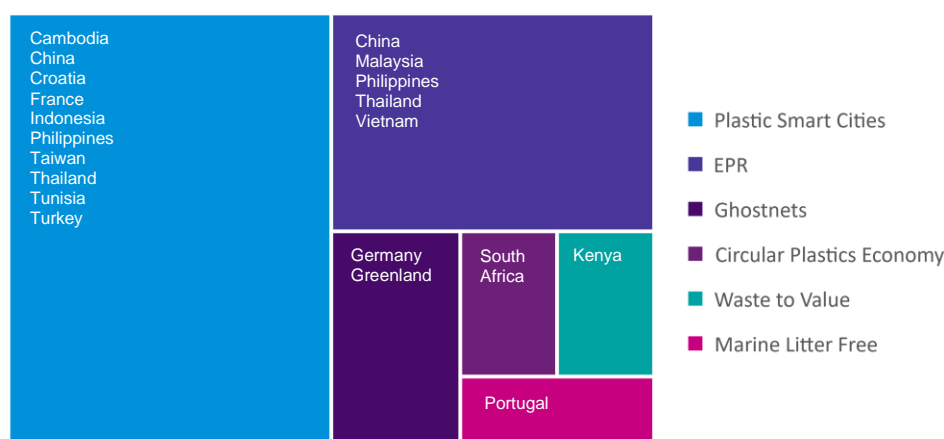 Cambodia
China
Croatia
France
Indonesia
Philippines
Taiwan
Thailand
Tunisia
Turkey
China
Malaysia
Philippines
Thailand
Vietnam
Germany
Greenland
South
Africa
Kenya
Portugal
Plastic Smart Cities
EPR
Ghostnets
Circular Plastics Economy
Waste to Value
Marine Litter Free